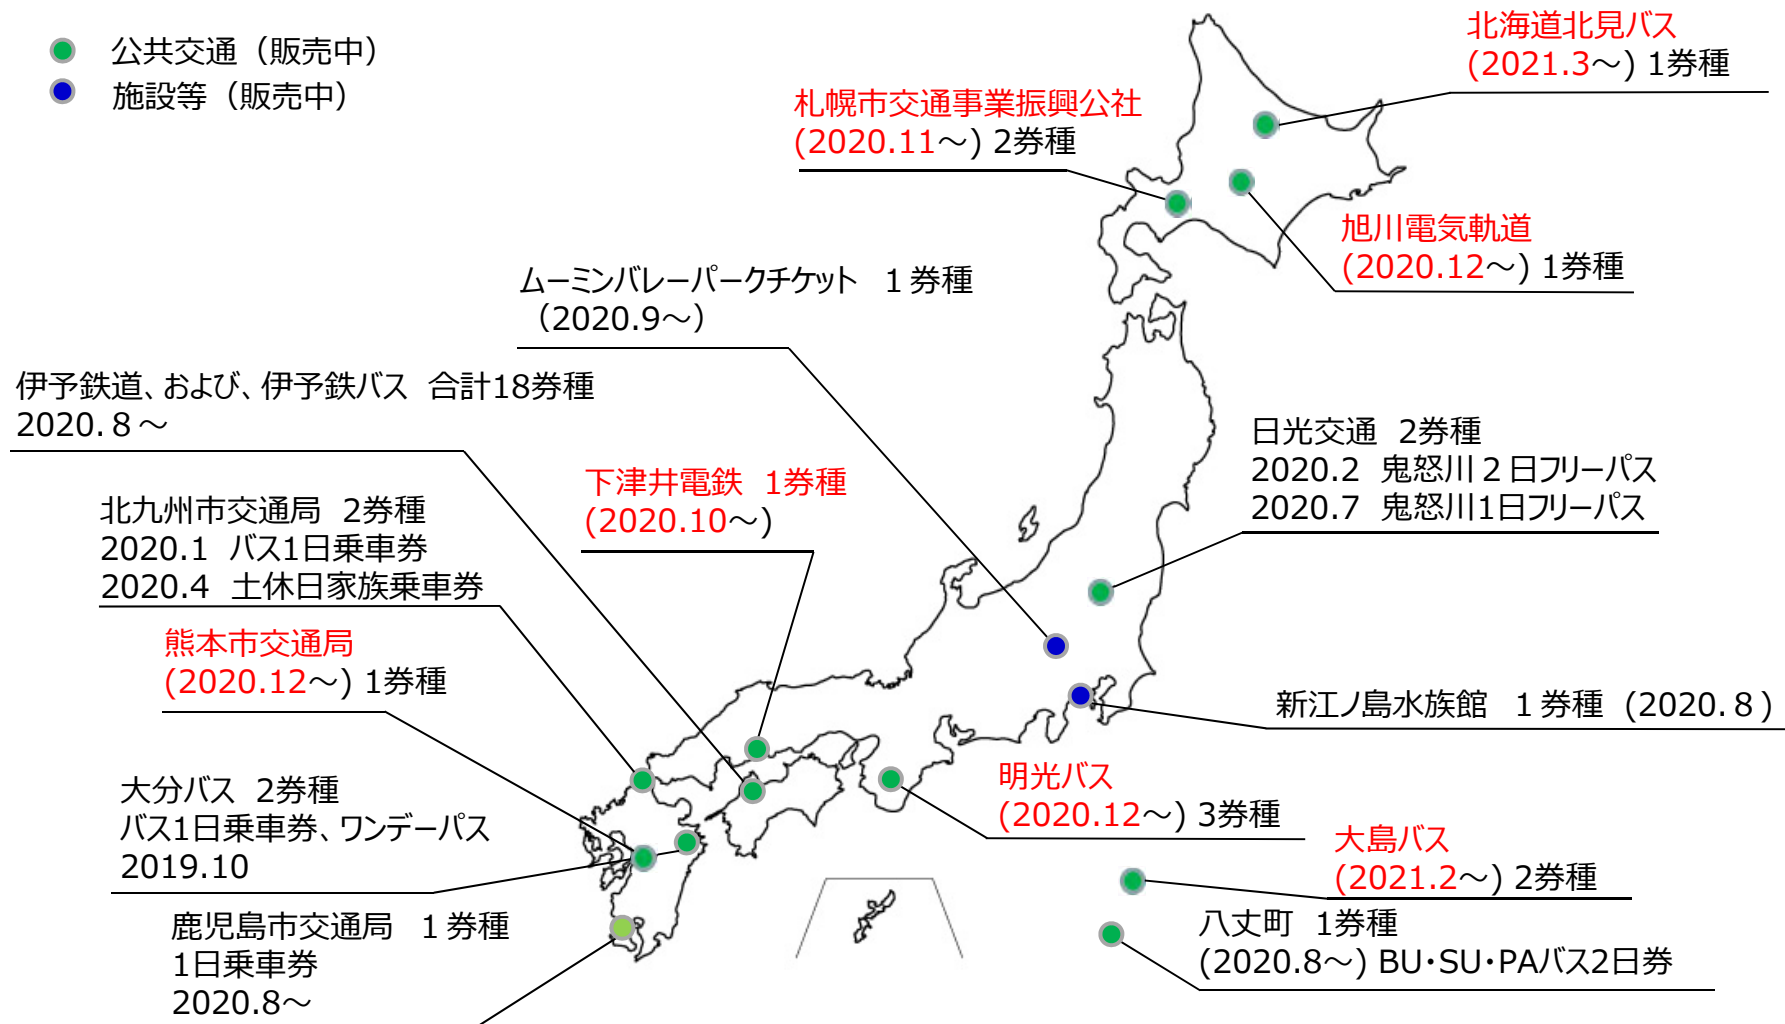 公共交通（販売中）
施設等（販売中）
北海道北見バス
(2021.3～) 1券種
札幌市交通事業振興公社
(2020.11～) 2券種
旭川電気軌道
(2020.12～) 1券種
ムーミンバレーパークチケット　１券種
（2020.9～）
伊予鉄道、および、伊予鉄バス 合計18券種
2020.８～
日光交通 2券種
2020.2 鬼怒川２日フリーパス
2020.7 鬼怒川1日フリーパス
下津井電鉄 1券種
(2020.10～)
北九州市交通局 2券種
2020.1 バス1日乗車券
2020.4 土休日家族乗車券
熊本市交通局
(2020.12～) 1券種
新江ノ島水族館　１券種 (2020.８)
明光バス
(2020.12～) 3券種
大分バス 2券種
バス1日乗車券、ワンデーパス
2019.10
大島バス
(2021.2～) 2券種
鹿児島市交通局　１券種
1日乗車券
2020.8～
八丈町 1券種
(2020.8～) BU・SU・PAバス2日券